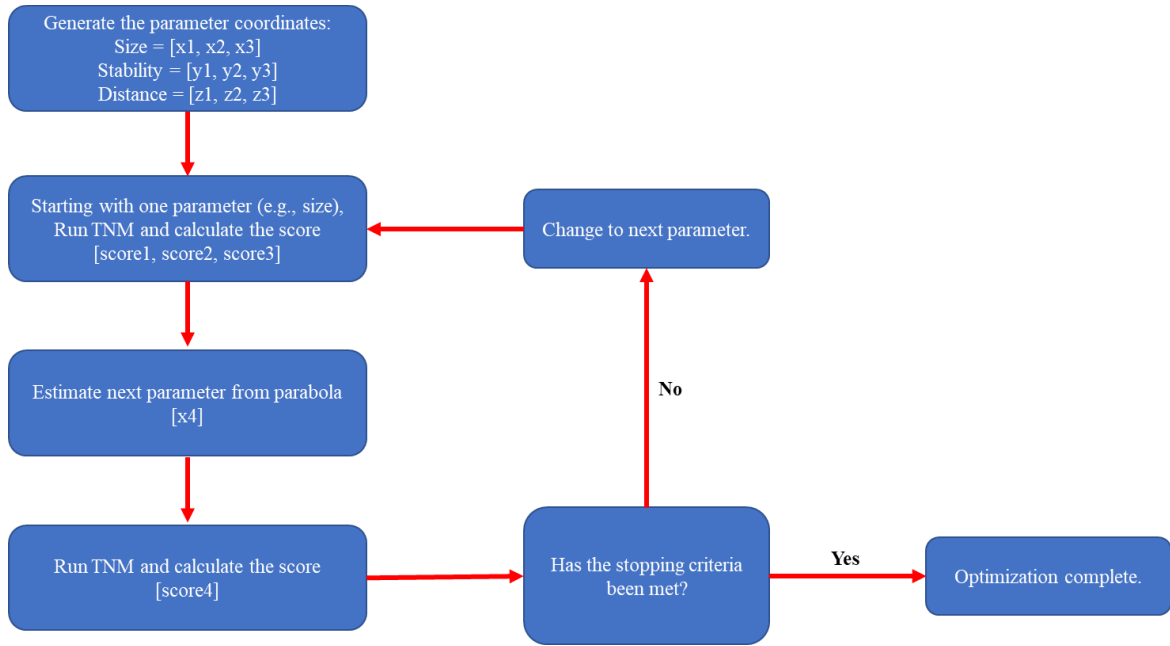 Generate the parameter coordinates:
Size = [x1, x2, x3]
Stability = [y1, y2, y3]
Distance = [z1, z2, z3]
Starting with one parameter (e.g., size),
Run TNM and calculate the score
[score1, score2, score3]
Change to next parameter.
Estimate next parameter from parabola
[x4]
No
Run TNM and calculate the score
[score4]
Has the stopping criteria
been met?
Yes
Optimization complete.